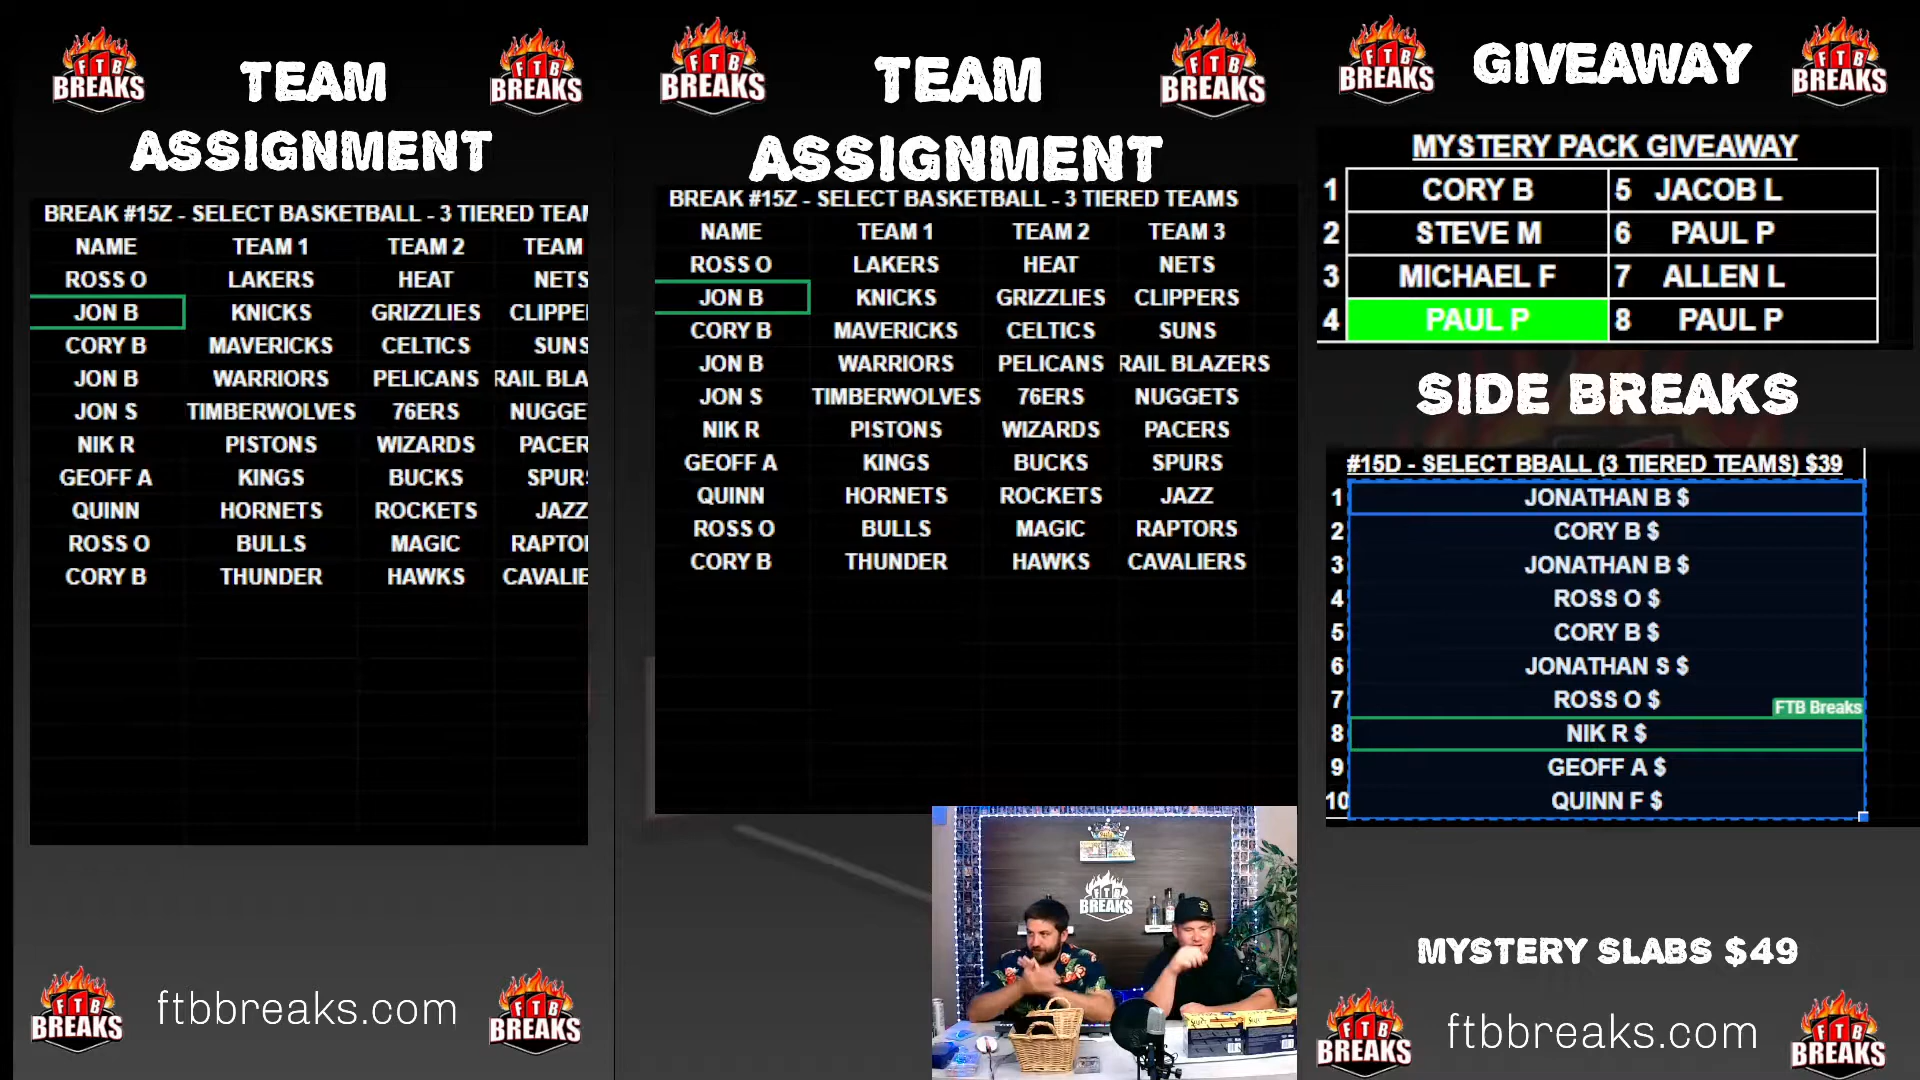 FTB BREAKS
TEAM
ASSIGNMENT
FTB BREAKS
BREAK #15Z - SELECT BASKETBALL - 3 TIERED TEA
NAME TEAM 1 TEAM 2 TEAM
ROSS O LAKERS HEAT NETS
JON B KNICKS GRIZZLIES CLIPPE
CORY B MAVERICKS CELTICS SUNS
JON B WARRIORS PELICANS RAIL BLA
JON S TIMBERWOLVES 76ERS NUGGE
NIK R PISTONS WIZARDS PACER
GEOFF A KINGS BUCKS SPURS
QUINN HORNETS ROCKETS JAZZ
ROSS O BULLS MAGIC RAPTO
CORY B THUNDER HAWKS CAVALIE
FTB BREAKS
ftbbreaks.com
FTB BREAKS
FTB BREAKS
TEAM
ASSIGNMENT
FTB BREAKS
BREAK #15Z - SELECT BASKETBALL - 3 TIERED TEAMS
NAME TEAM 1 TEAM 2 TEAM 3
ROSS O LAKERS HEAT NETS
JON B KNICKS GRIZZLIES CLIPPERS
CORY B MAVERICKS CELTICS SUNS
JON B WARRIORS PELICANS RAIL BLAZERS
JON S TIMBERWOLVES 76ERS NUGGETS
NIK R PISTONS WIZARDS PACERS
GEOFF A KINGS BUCKS SPURS
QUINN HORNETS ROCKETS JAZZ
ROSS O BULLS MAGIC RAPTORS
CORY B THUNDER HAWKS CAVALIERS
FTB BREAKS
FTB BREAKS
GIVEAWAY
FTB BREAKS
MYSTERY PACK GIVEAWAY
1 CORY B 5 JACOB L
2 STEVE M 6 PAUL P
3 MICHAEL F 7 ALLEN L
4 PAUL P 8 PAUL P
SIDE BREAKS
#15D - SELECT BBALL (3 TIERED TEAMS) $39
1 JONATHAN B $
2 CORY B $
3 JONATHAN B $
4 ROSS O $
5 CORY B $
6 JONATHAN S $
7 ROSS O $
FTB Breaks
8 NIK R $
9 GEOFF A $
10 QUINN F $
MYSTERY SLABS $49
FTB BREAKS
ftbbreaks.com
FTB BREAKS